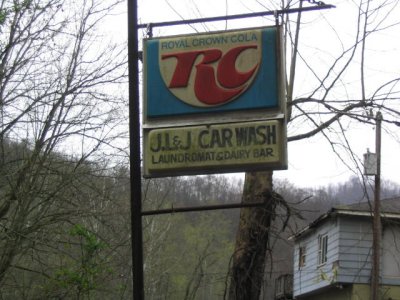 ROYAL CROWN COLA
RC
J.L&J CAR WASH
LAUNDROMAT & DAIRY BAR